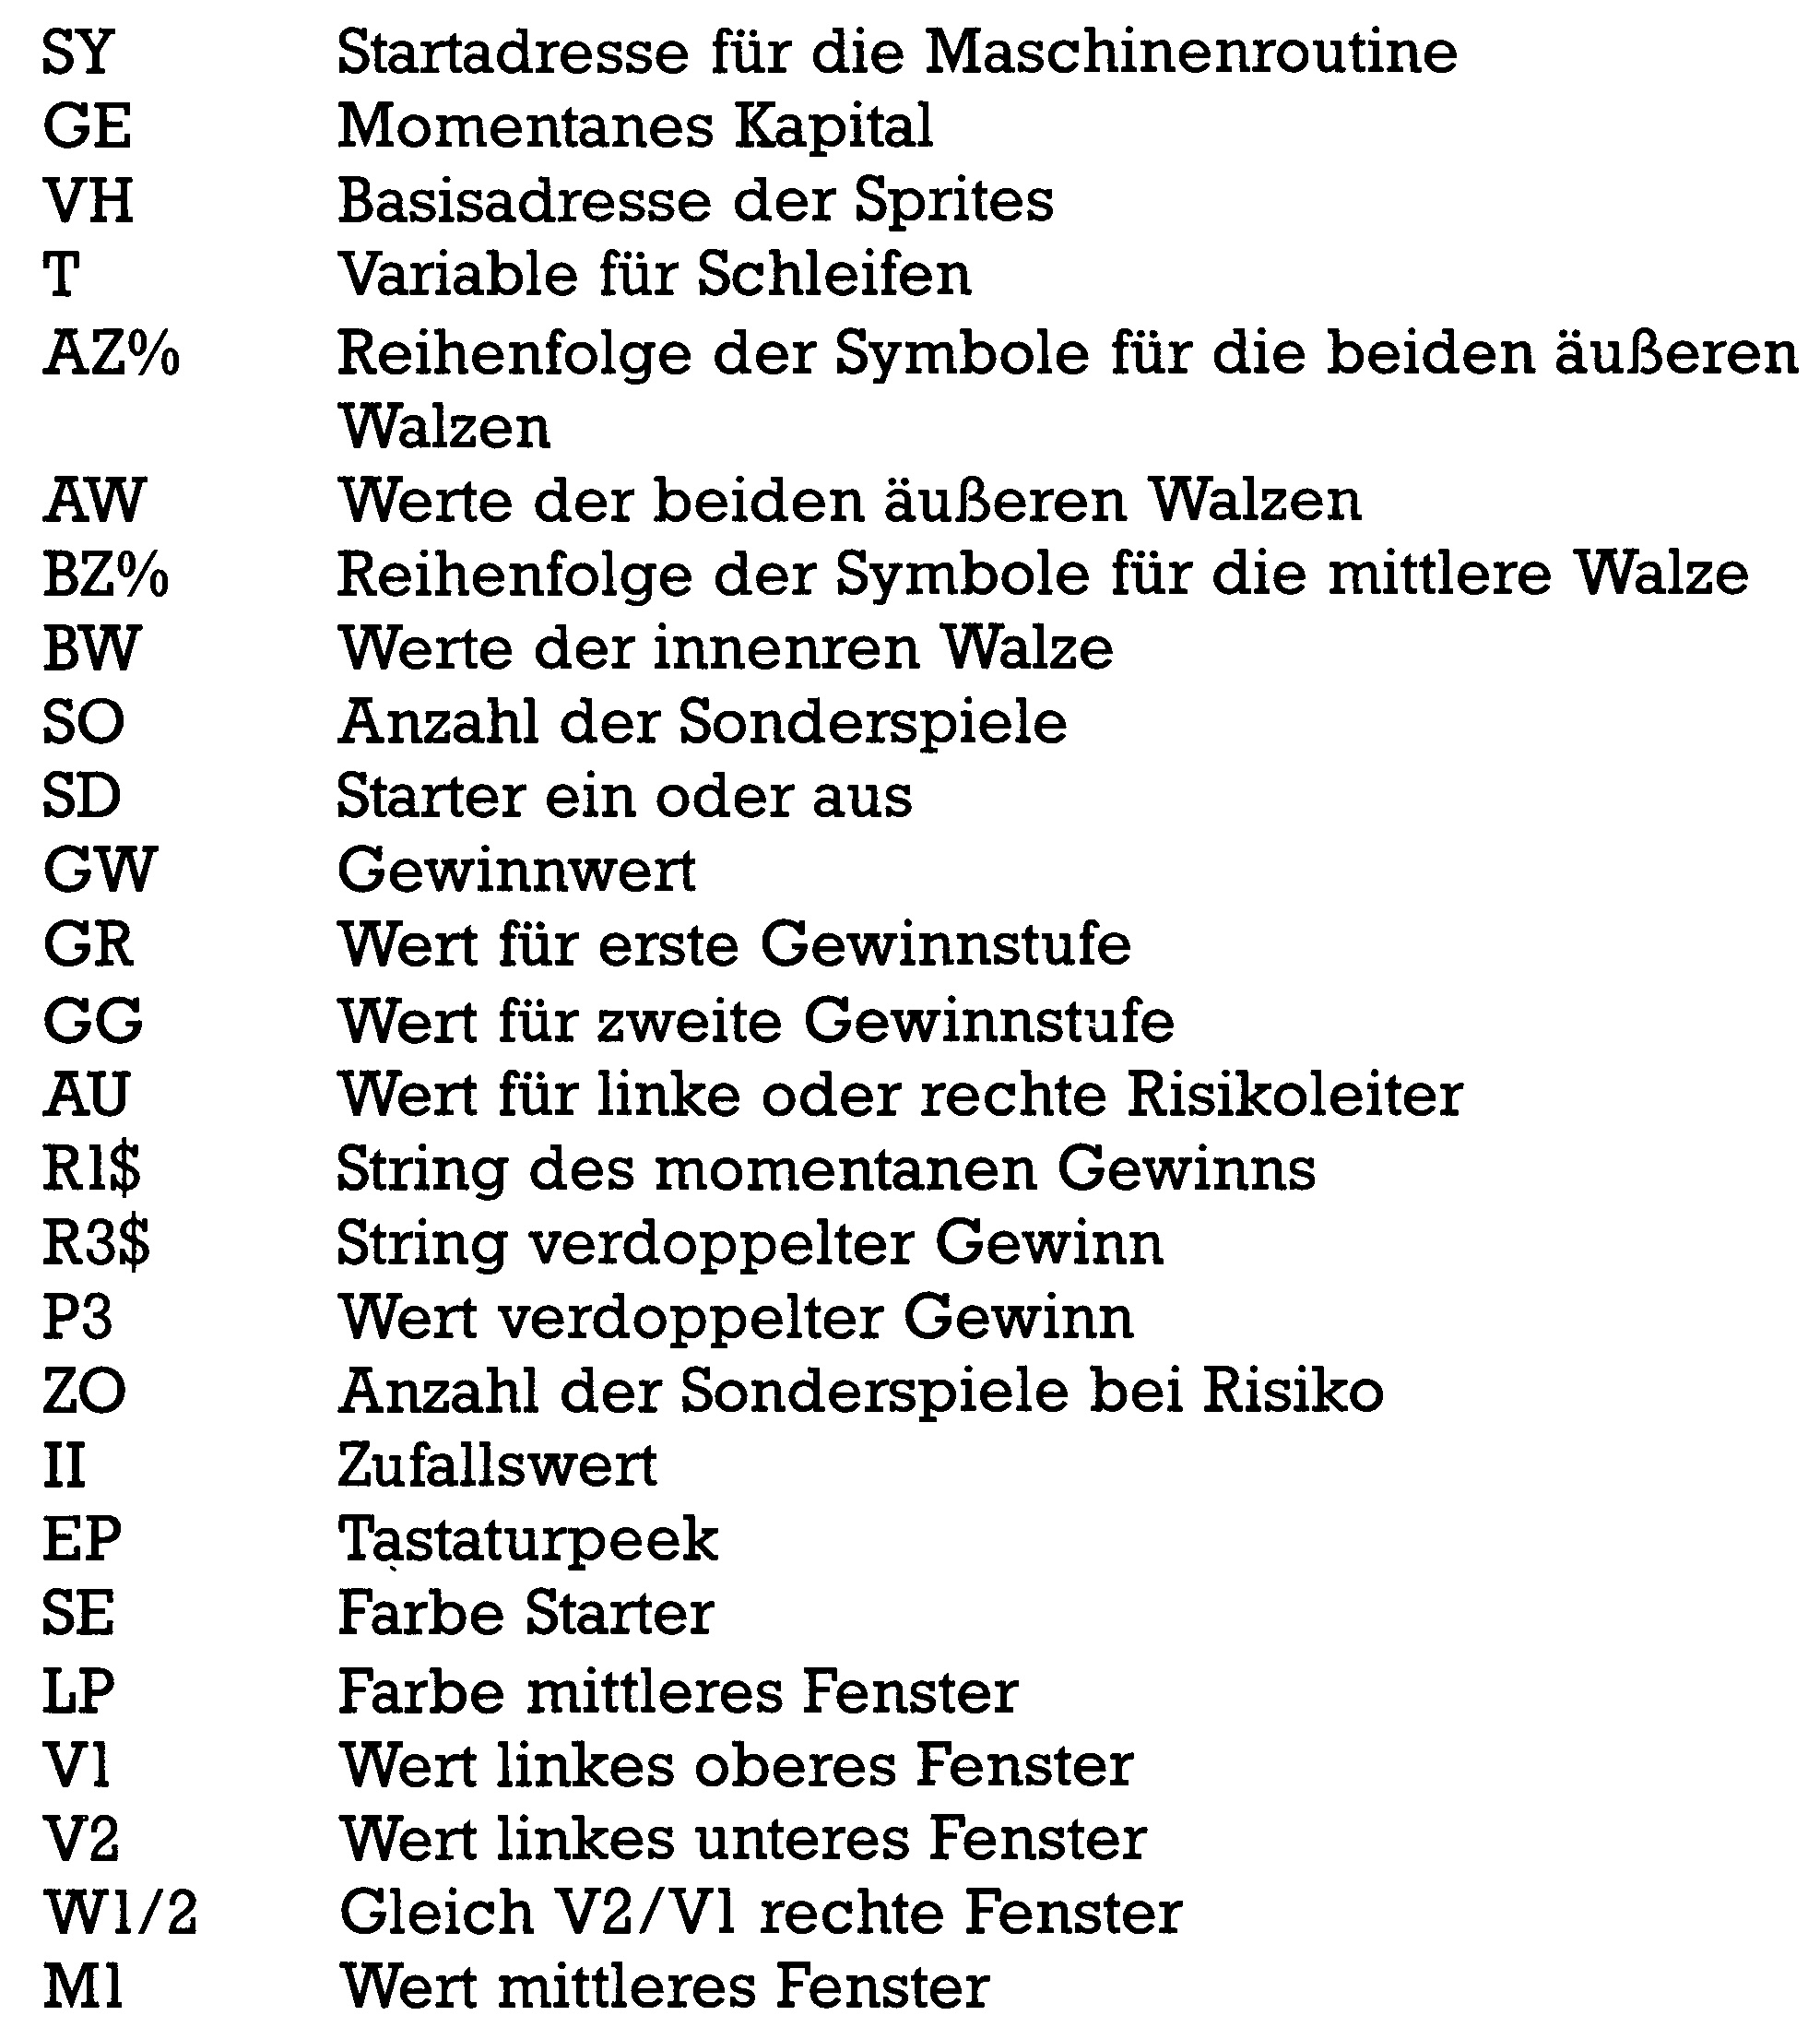 SY Startadresse für die Maschinenroutine
GE Momentanes Kapital
VH Basisadresse der Sprites
T Variable für Schleifen
AZ% Reihenfolge der Symbole für die beiden äußeren
Walzen
AW Werte der beiden äußeren Walzen
BZ% Reihenfolge der Symbole für die mittlere Walze
BW Werte der innenren Walze
SO Anzahl der Sonderspiele
SD Starter ein oder aus
GW Gewinnwert
GR Wert für erste Gewinnstufe
GG Wert für zweite Gewinnstufe
AU Wert für linke oder rechte Risikoleiter
R1$ String des momentanen Gewinns
R3$ String verdoppelter Gewinn
P3 Wert verdoppelter Gewinn
ZO Anzahl der Sonderspiele bei Risiko
II Zufallswert
EP Tastaturpeek
SE Farbe Starter
LP Farbe mittleres Fenster
V1 Wert linkes oberes Fenster
V2 Wert linkes unteres Fenster
W1/2 Gleich V2/V1 rechte Fenster
M1 Wert mittleres Fenster